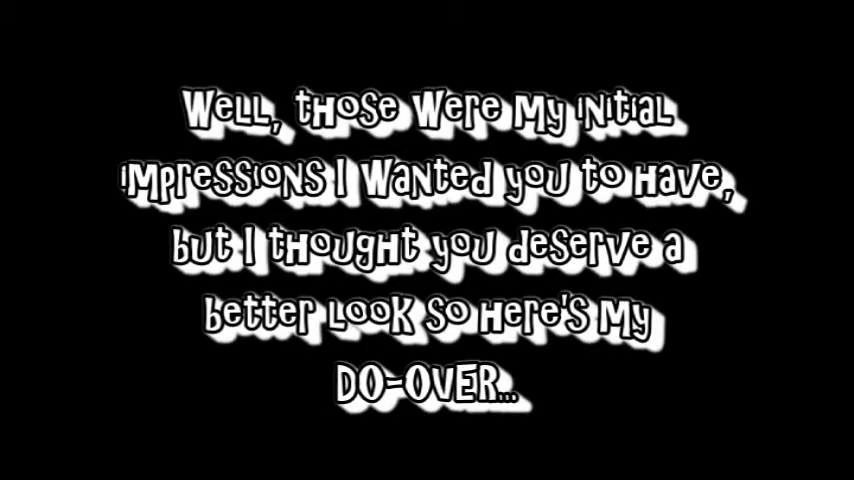 Well, those were my initial
impressions I wanted you to have,
but I thought you deserve a
better look so here's my
DO-OVER...